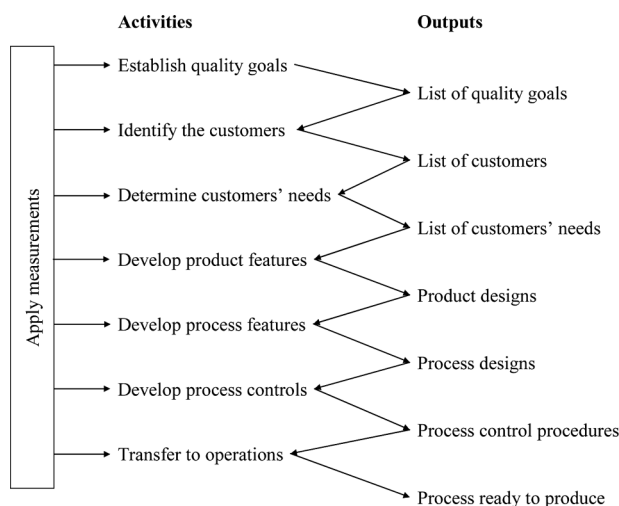 Activities
Outputs
Apply measurements
Establish quality goals
List of quality goals
Identify the customers
List of customers
Determine customers’ needs
List of customers’ needs
Develop product features
Product designs
Develop process features
Process designs
Develop process controls
Process control procedures
Transfer to operations
Process ready to produce